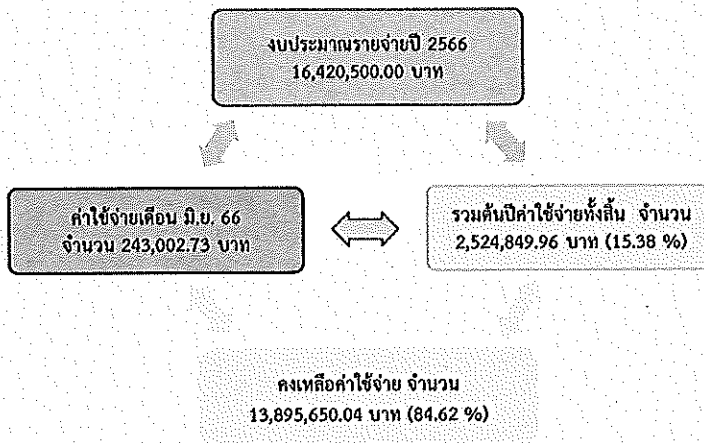 งบประมาณรายจ่ายปี 2566
16,420,500.00 บาท
ค่าใช้จ่ายเดือน มิ.ย. 66
จำนวน 243,002.73 บาท
รวมต้นปีค่าใช้จ่ายทั้งสิ้น จำนวน
2,524,849.96 บาท (15.38 %)
คงเหลือค่าใช้จ่าย จำนวน
13,895,650.04 บาท (84.62 %)